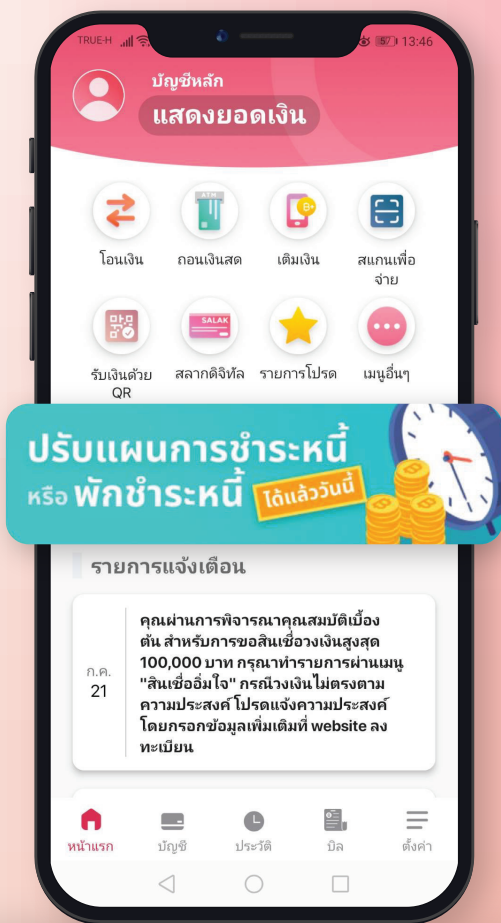 TRUE-H
57 13:46
บัญชีหลัก
แสดงยอดเงิน
ATM
B+
โอนเงิน ถอนเงินสด เติมเงิน สแกนเพื่อ
จ่าย
SALAK
รับเงินด้วย สลากดิจิทัล รายการโปรด เมนูอื่นๆ
QR
ปรับแผนการชำระหนี้
หรือ พักชำระหนี้ ได้แล้ววันนี้
รายการแจ้งเตือน
ก.ค.
21
คุณผ่านการพิจารณาคุณสมบัติเบื้อง
ต้น สำหรับการขอสินเชื่อวงเงินสูงสุด
100,000 บาท กรุณาทำรายการผ่านเมนู
"สินเชื่ออิ่มใจ" กรณีวงเงินไม่ตรงตาม
ความประสงค์ โปรดแจ้งความประสงค์
โดยกรอกข้อมูลเพิ่มเติมที่ website ลง
ทะเบียน
หน้าแรก บัญชี ประวัติ บิล ตั้งค่า